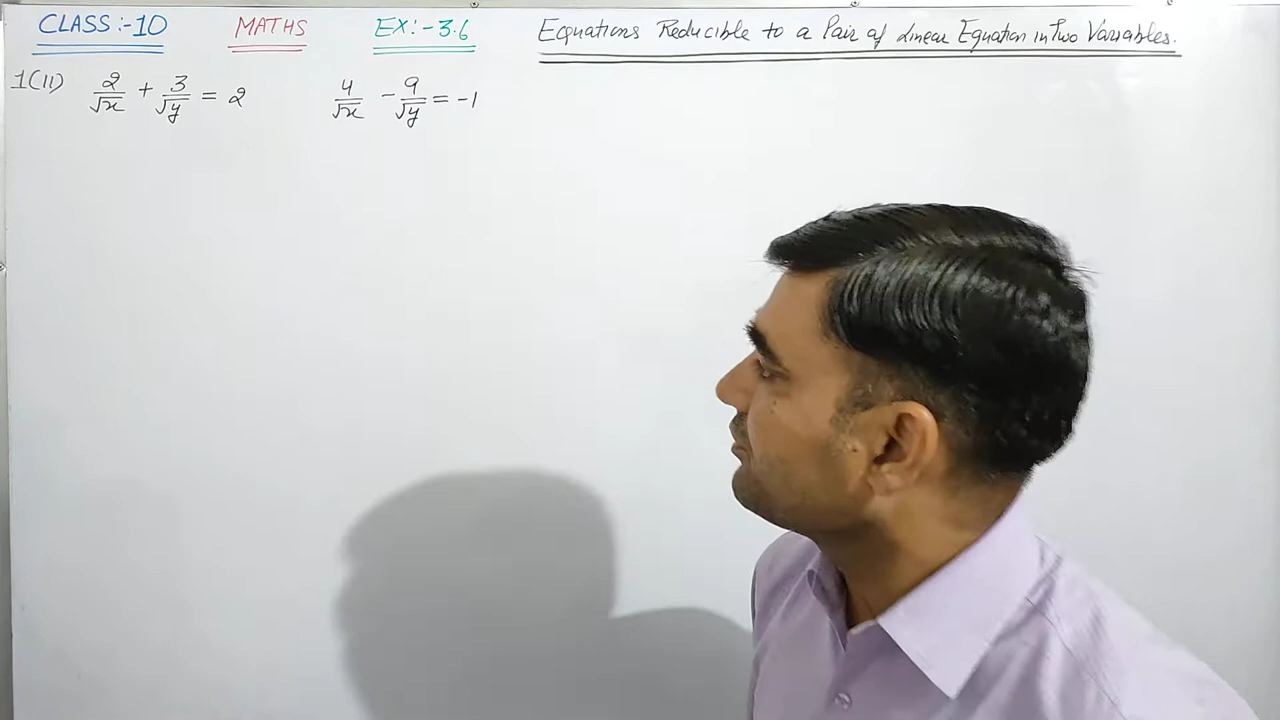 CLASS:-10 MATHS EX:-3.6 Equations Reducible to a Pair of Linear Equation in Two Variables.
1(II) 2/√x + 3/√y = 2 4/√x - 9/√y = -1